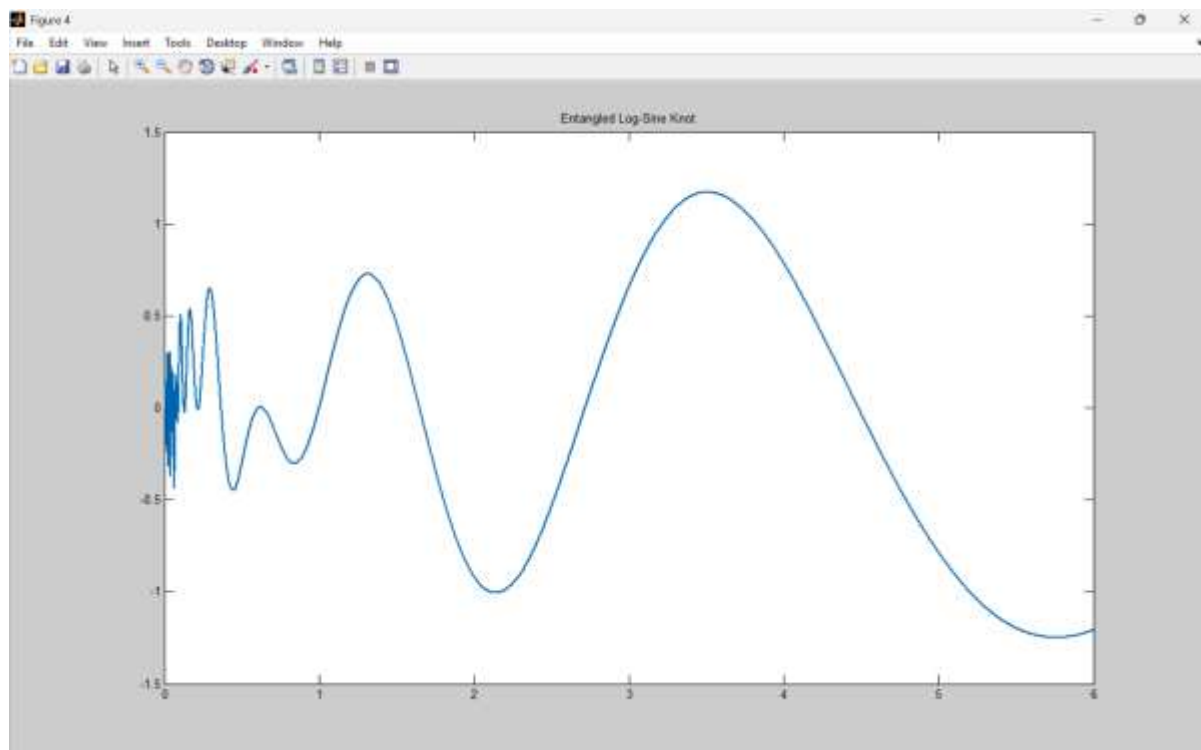 Figure 4
File Edit View Insert Tools Desktop Window Help
Entangled Log-Sine Knot
1.5
1
0.5
0
-0.5
-1
-1.5
0 1 2 3 4 5 6